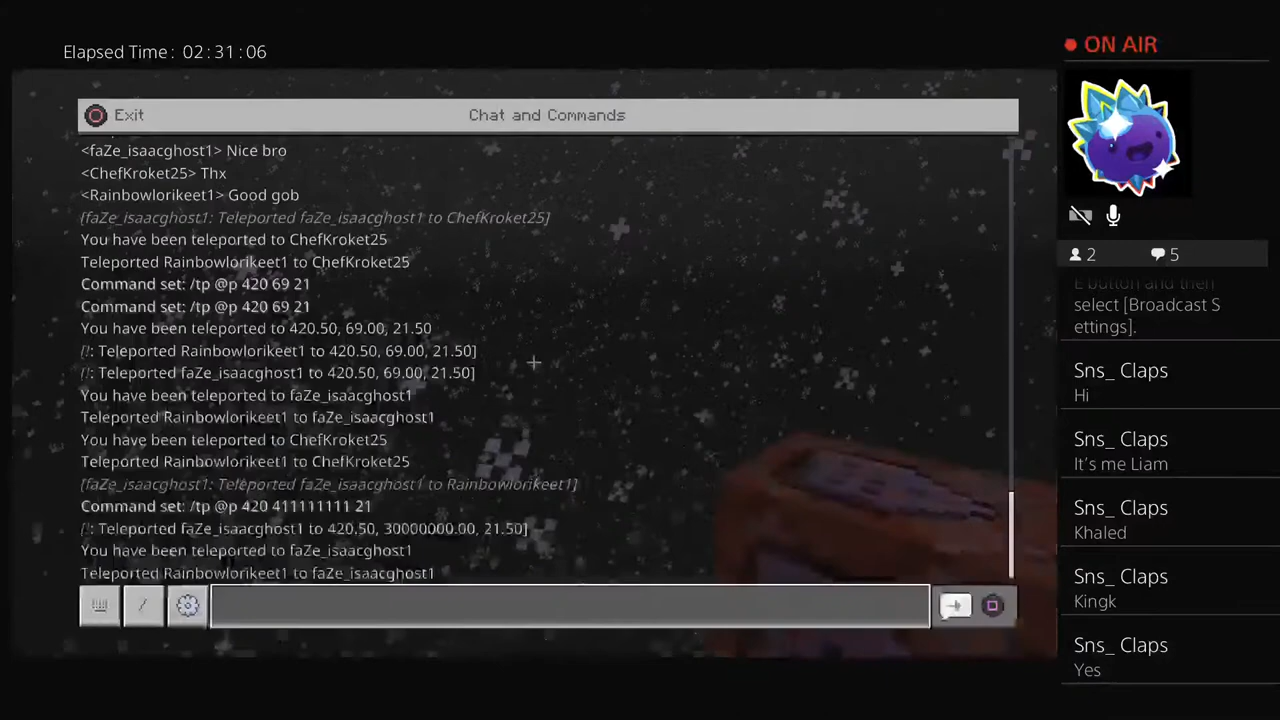 Elapsed Time: 02:31:06
ON AIR
Exit
Chat and Commands
<faZe_isaacghost1> Nice bro
<ChefKroket25> Thx
<Rainbowlorikeet1> Good gob
[faZe_isaacghost1: Teleported faZe_isaacghost1 to ChefKroket25]
You have been teleported to ChefKroket25
Teleported Rainbowlorikeet1 to ChefKroket25
Command set: /tp @p 420 69 21
Command set: /tp @p 420 69 21
You have been teleported to 420.50, 69.00, 21.50
[!: Teleported Rainbowlorikeet1 to 420.50, 69.00, 21.50]
[!: Teleported faZe_isaacghost1 to 420.50, 69.00, 21.50]
You have been teleported to faZe_isaacghost1
Teleported Rainbowlorikeet1 to faZe_isaacghost1
You have been teleported to ChefKroket25
Teleported Rainbowlorikeet1 to ChefKroket25
[faZe_isaacghost1: Teleported faZe_isaacghost1 to Rainbowlorikeet1]
Command set: /tp @p 420 411111111 21
[!: Teleported faZe_isaacghost1 to 420.50, 30000000.00, 21.50]
You have been teleported to faZe_isaacghost1
Teleported Rainbowlorikeet1 to faZe_isaacghost1
2
5
E button and then
select [Broadcast S
ettings].
Sns_ Claps
Hi
Sns_ Claps
It's me Liam
Sns_ Claps
Khaled
Sns_ Claps
Kingk
Sns_ Claps
Yes